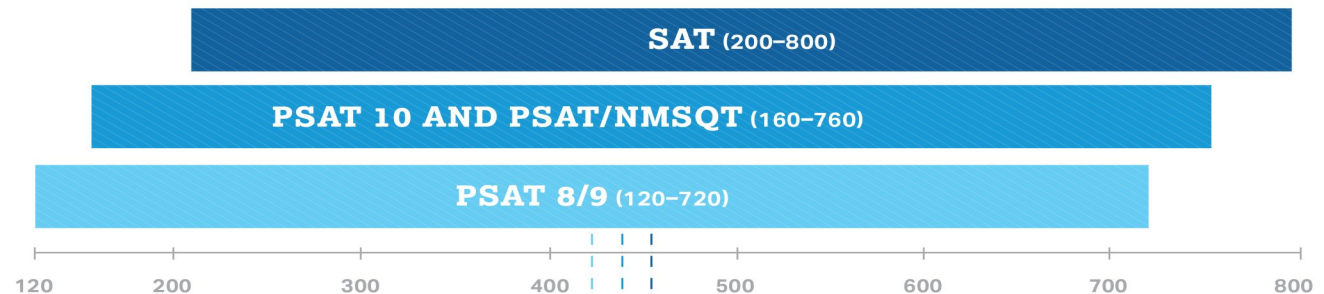 SAT (200–800)
PSAT 10 AND PSAT/NMSQT (160–760)
PSAT 8/9 (120–720)
120 200 300 400 500 600 700 800